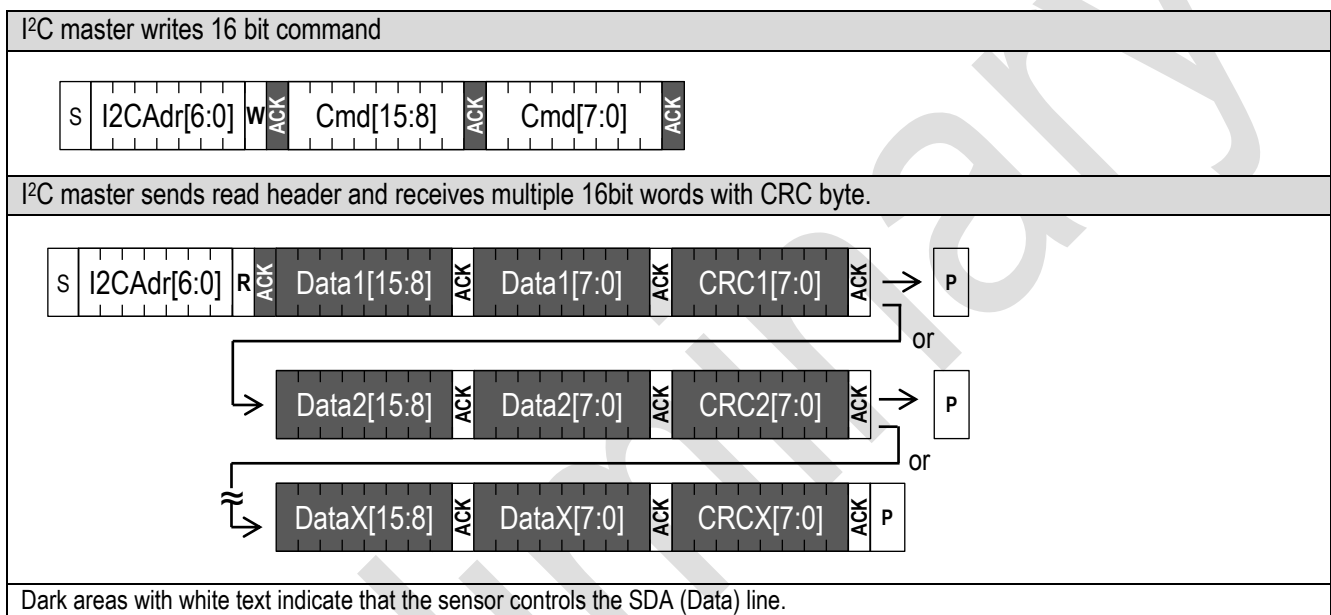 I²C master writes 16 bit command
S I2CAdr[6:0] W ACK Cmd[15:8] ACK Cmd[7:0] ACK
I²C master sends read header and receives multiple 16bit words with CRC byte.
S I2CAdr[6:0] R ACK Data1[15:8] ACK Data1[7:0] ACK CRC1[7:0] ACK P
or
Data2[15:8] ACK Data2[7:0] ACK CRC2[7:0] ACK P
or
≈
DataX[15:8] ACK DataX[7:0] ACK CRCX[7:0] ACK P
Dark areas with white text indicate that the sensor controls the SDA (Data) line.